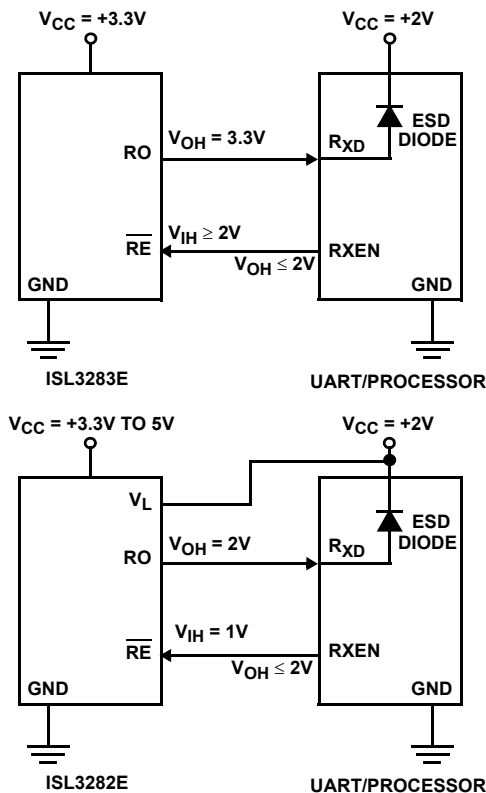 VCC = +3.3V
VCC = +2V
RO
VOH = 3.3V
RXD
ESD
DIODE
RE
VIH ≥ 2V
VOH ≤ 2V
RXEN
GND
GND
ISL3283E
UART/PROCESSOR
VCC = +3.3V TO 5V
VCC = +2V
VL
RO
VOH = 2V
RXD
ESD
DIODE
RE
VIH = 1V
VOH ≤ 2V
RXEN
GND
GND
ISL3282E
UART/PROCESSOR